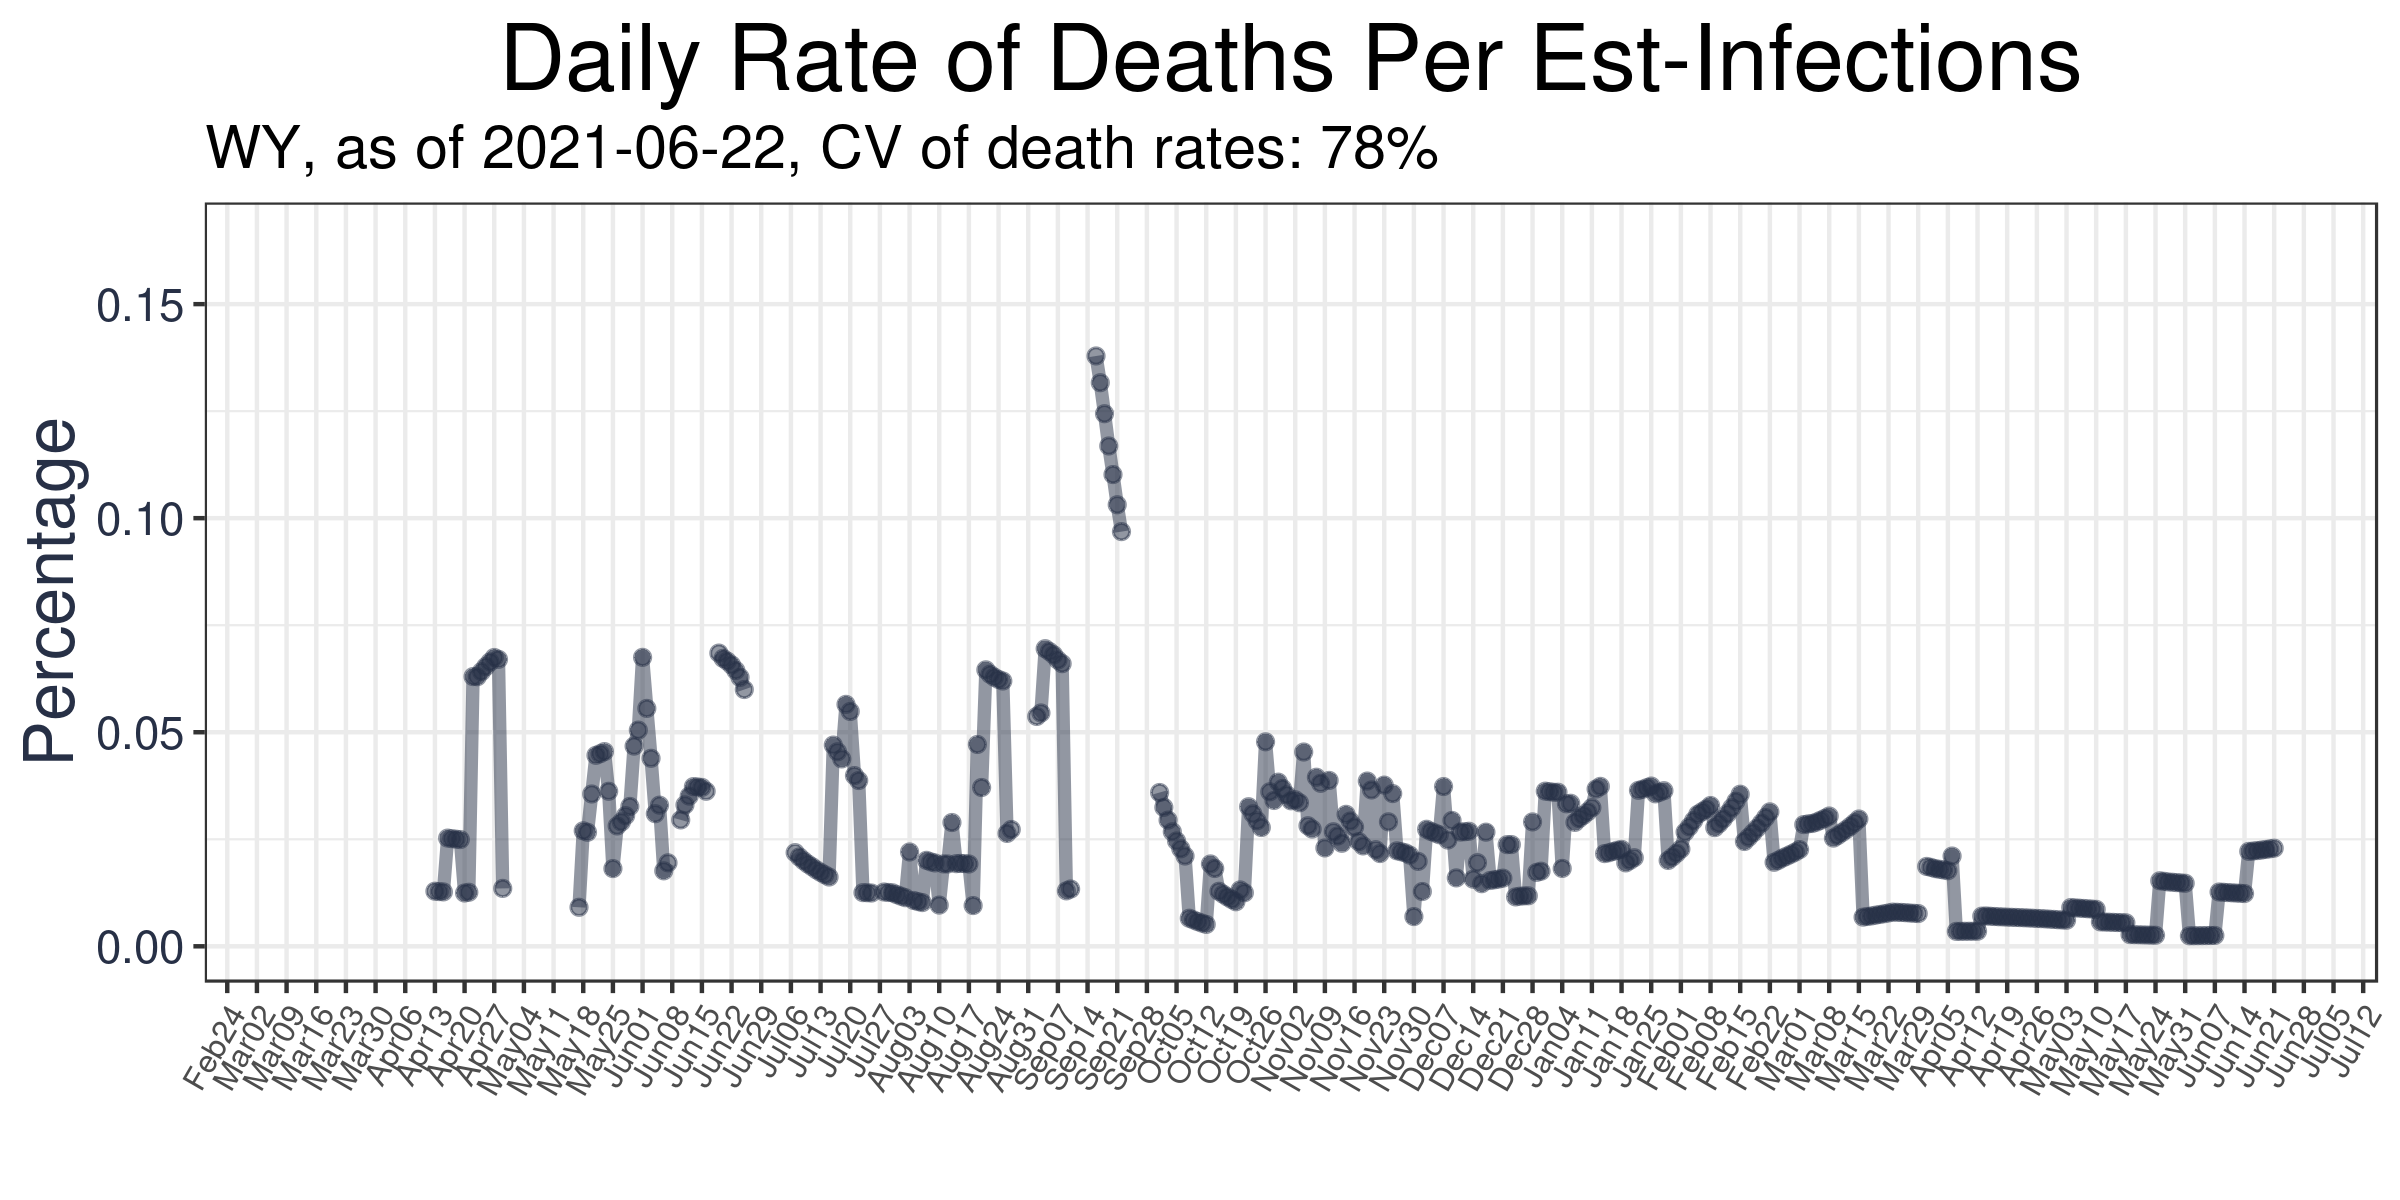 Daily Rate of Deaths Per Est-Infections
WY, as of 2021-06-22, CV of death rates: 78%
Percentage
0.15
0.10
0.05
0.00
Feb24
Mar02
Mar09
Mar16
Mar23
Mar30
Apr06
Apr13
Apr20
Apr27
May04
May11
May18
May25
Jun01
Jun08
Jun15
Jun22
Jun29
Jul06
Jul13
Jul20
Jul27
Aug03
Aug10
Aug17
Aug24
Aug31
Sep07
Sep14
Sep21
Sep28
Oct05
Oct12
Oct19
Oct26
Nov02
Nov09
Nov16
Nov23
Nov30
Dec07
Dec14
Dec21
Dec28
Jan04
Jan11
Jan18
Jan25
Feb01
Feb08
Feb15
Feb22
Mar01
Mar08
Mar15
Mar22
Mar29
Apr05
Apr12
Apr19
Apr26
May03
May10
May17
May24
May31
Jun07
Jun14
Jun21
Jun28
Jul05
Jul12